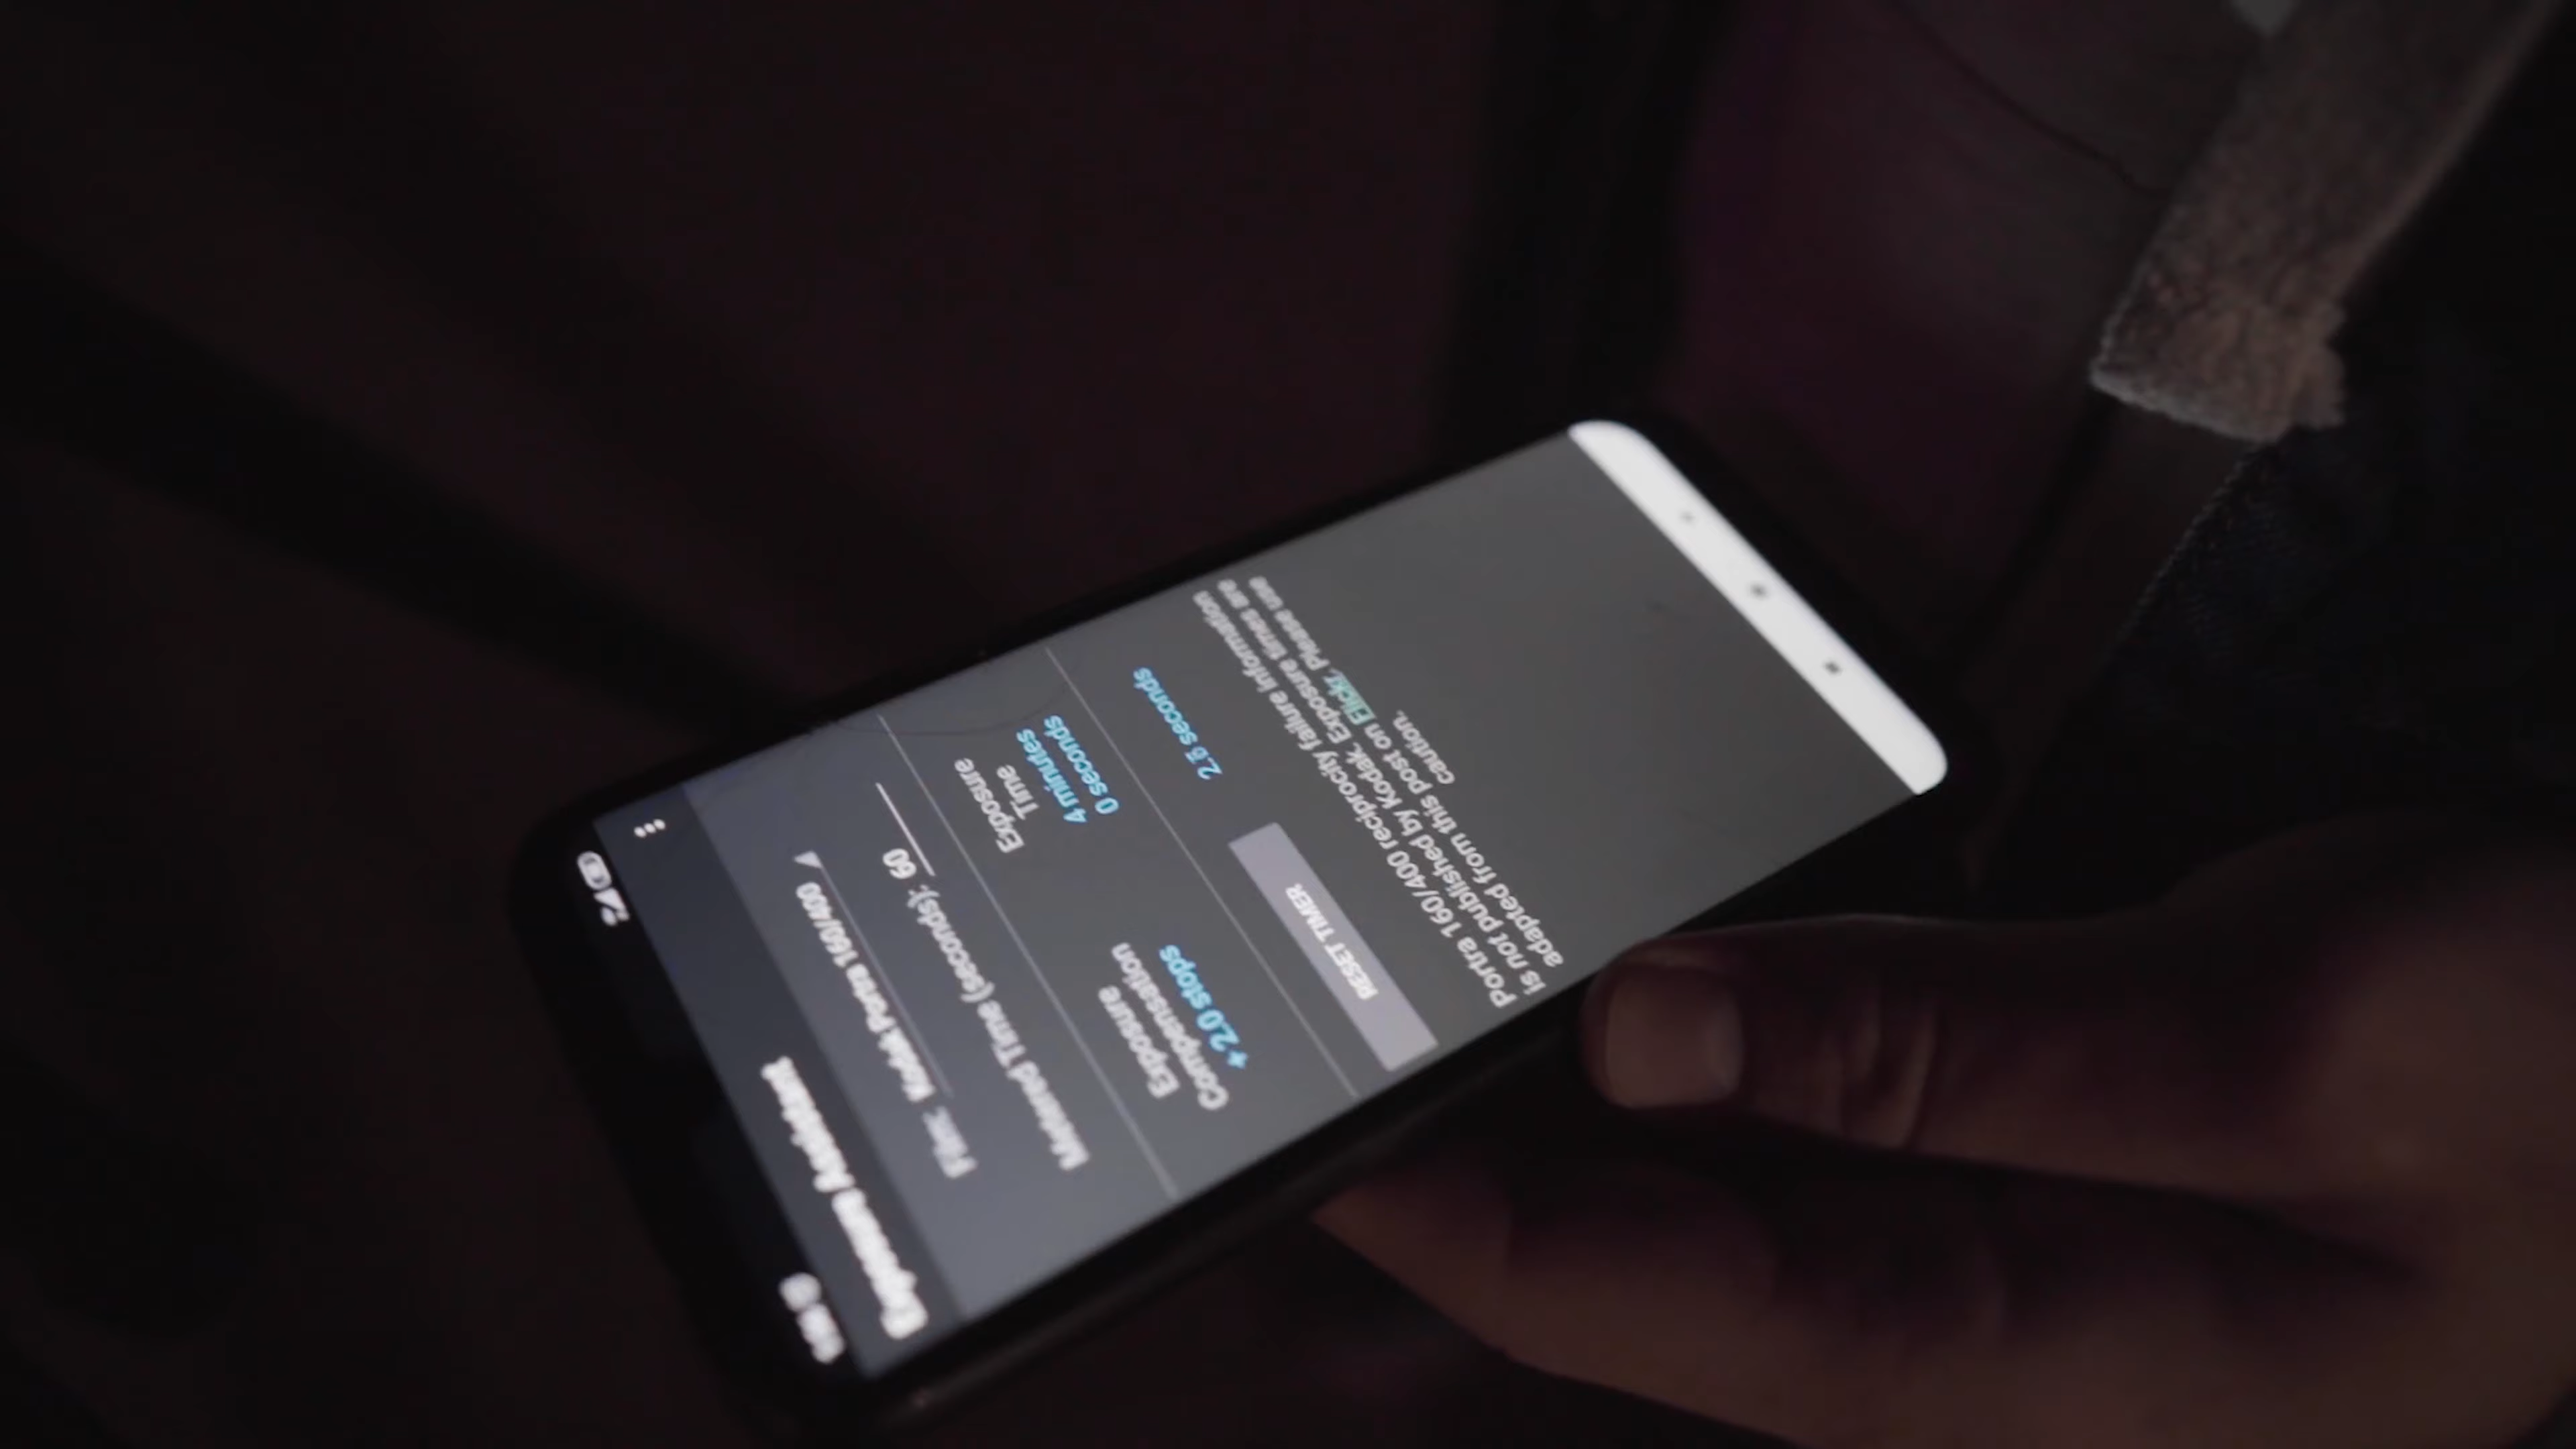 Exposure Assistant
Film: Kodak Portra 160/400
Metered Time (seconds): 60
Exposure
Compensation
+ 2.0 stops
Exposure
Time
4 minutes
0 seconds
RESET TIMER
seconds
Portra 160/400 reciprocity failure information
is not published by Kodak. Exposure times are
adapted from this post on Flickr. Please use
caution.